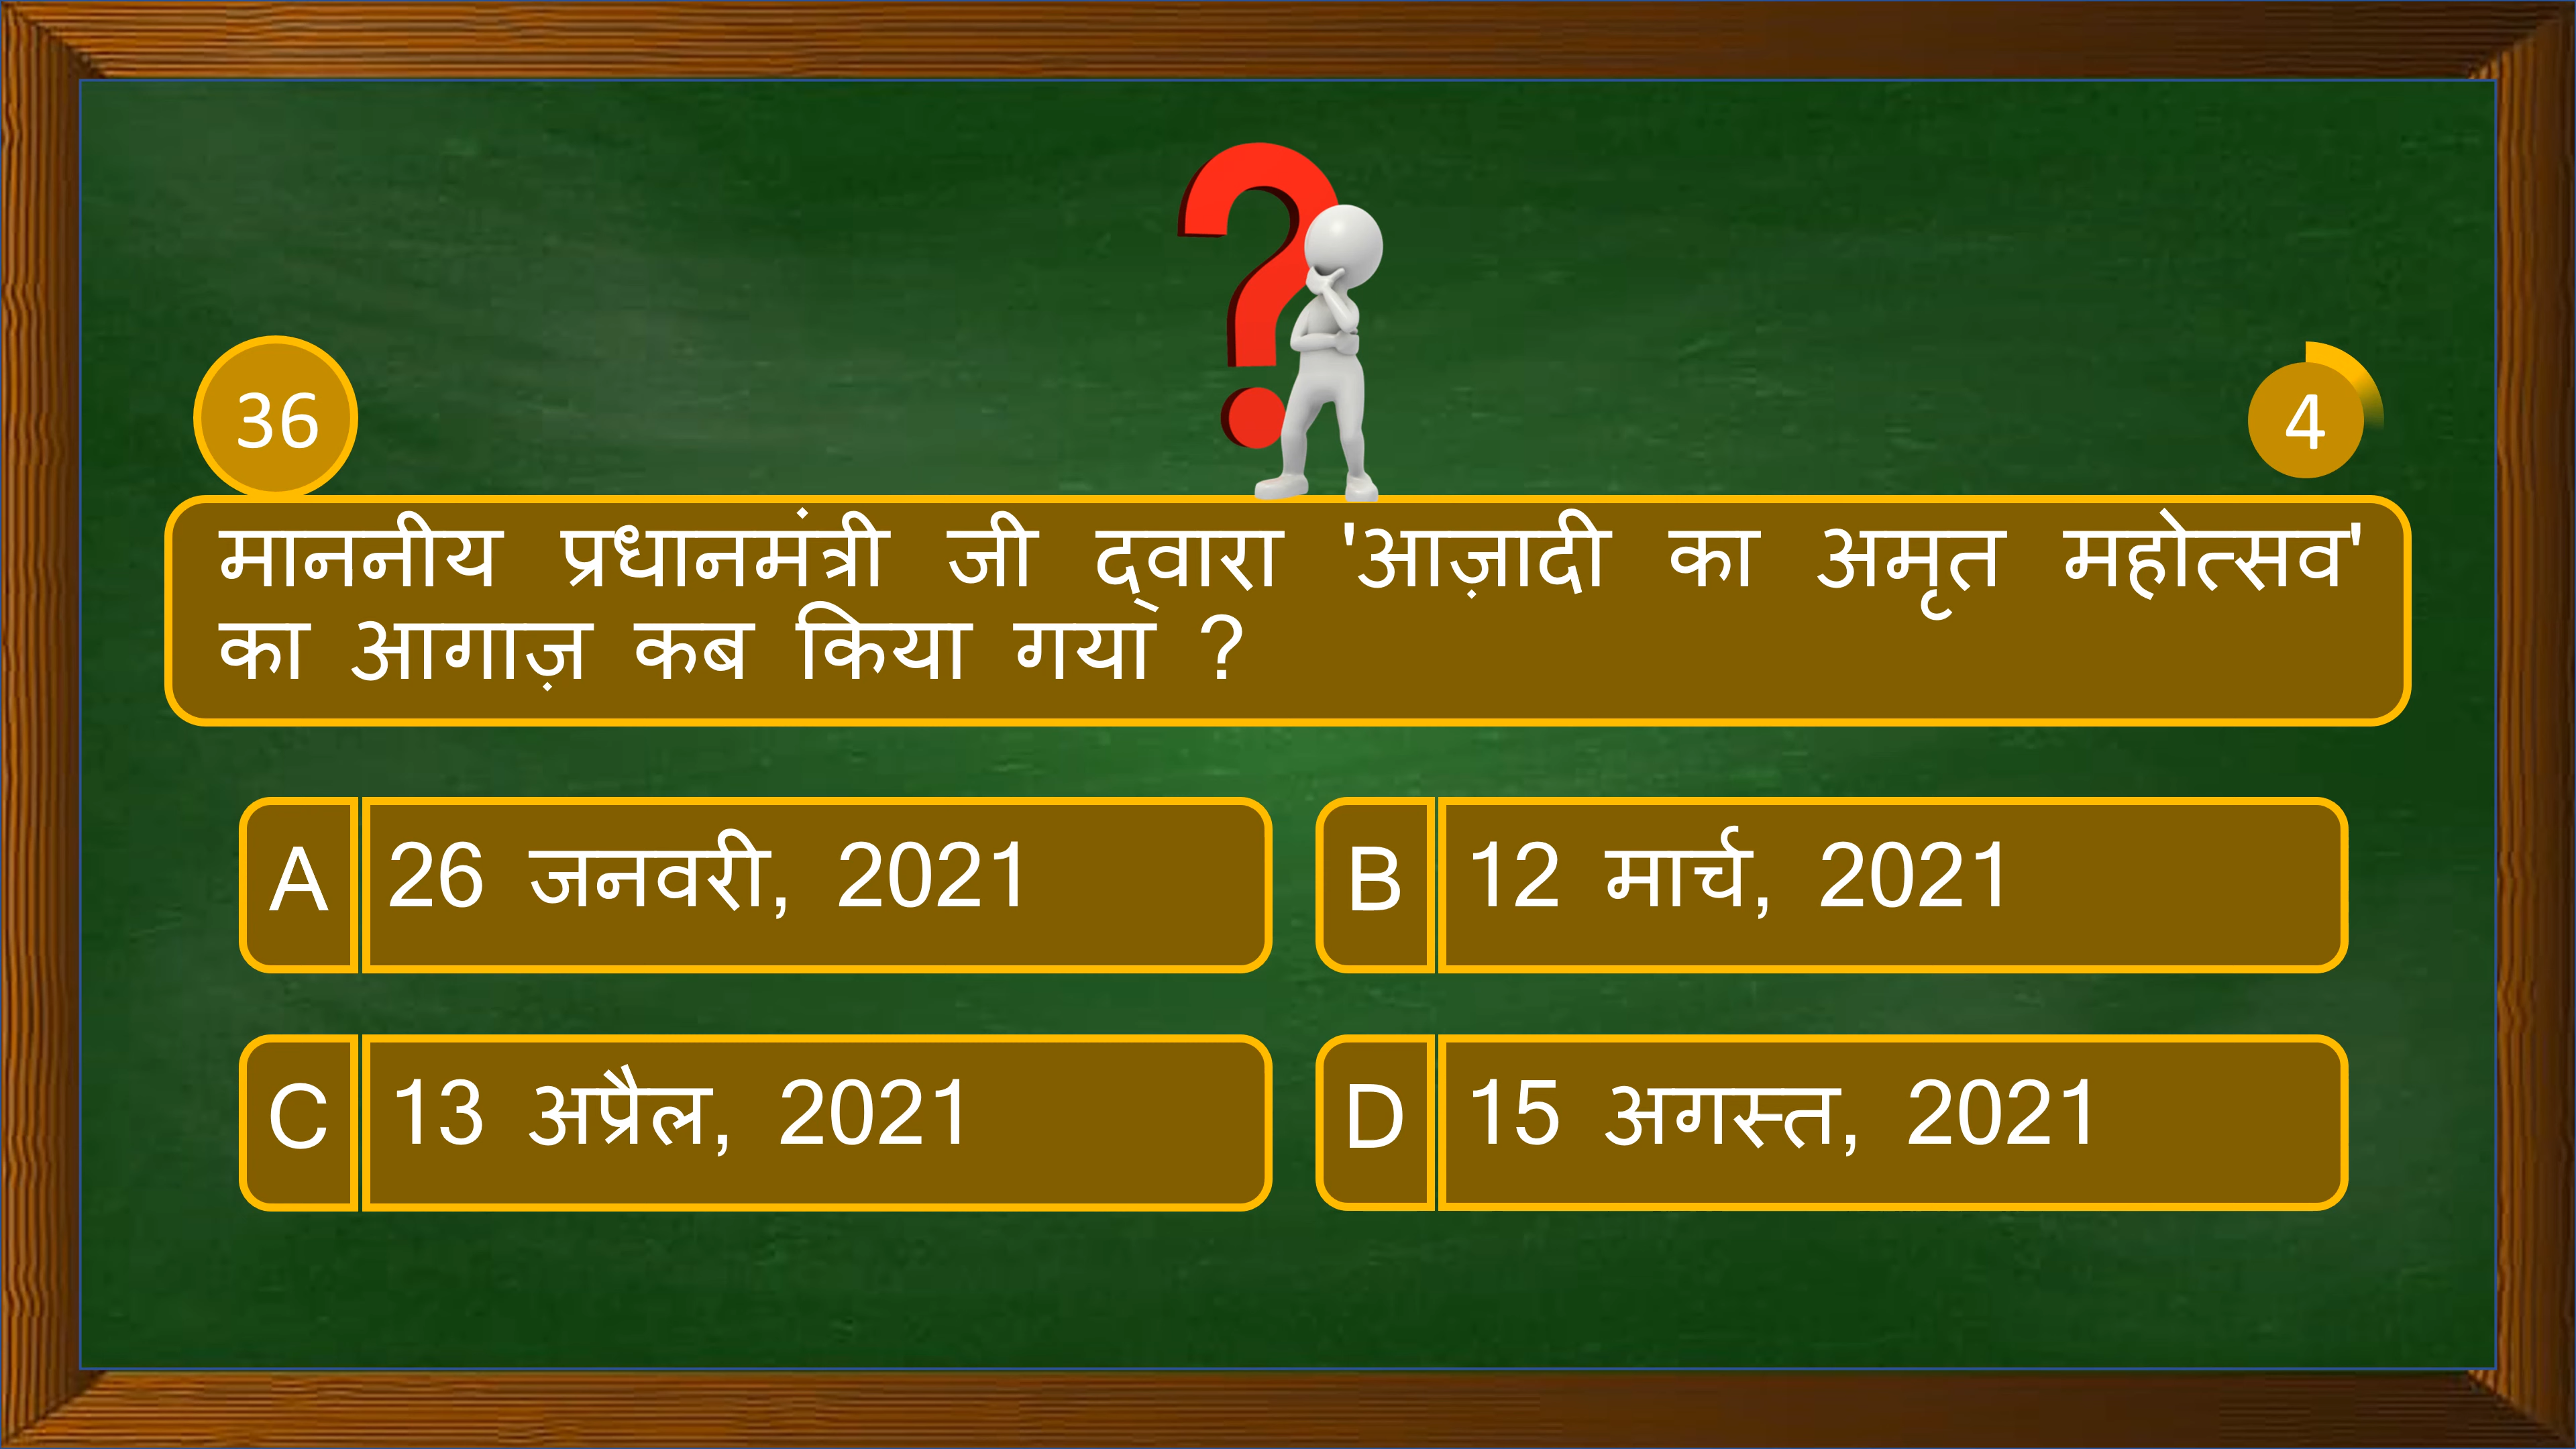 36
4
माननीय प्रधानमंत्री जी द्वारा 'आज़ादी का अमृत महोत्सव'
का आगाज़ कब किया गया ?
A 26 जनवरी, 2021
B 12 मार्च, 2021
C 13 अप्रैल, 2021
D 15 अगस्त, 2021